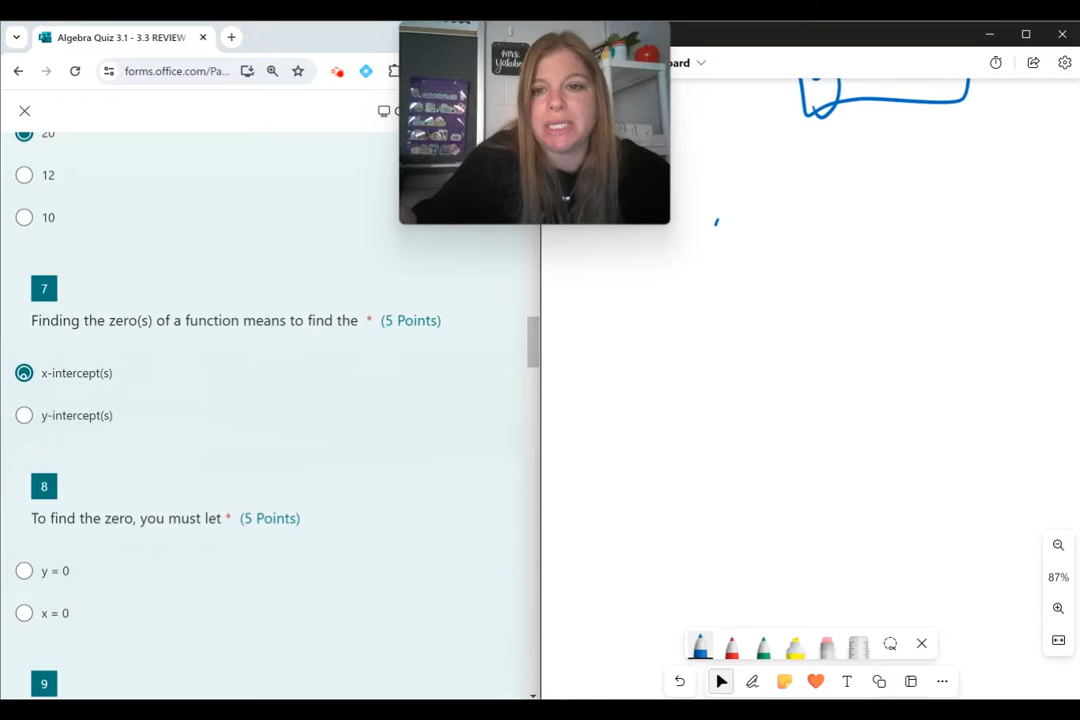 Algebra Quiz 3.1 - 3.3 REVIEW
forms.office.com/Pa...
Mrs.
Yakubo
ard
20
12
10
7
Finding the zero(s) of a function means to find the * (5 Points)
x-intercept(s)
y-intercept(s)
8
To find the zero, you must let * (5 Points)
y = 0
x = 0
9
87%
T